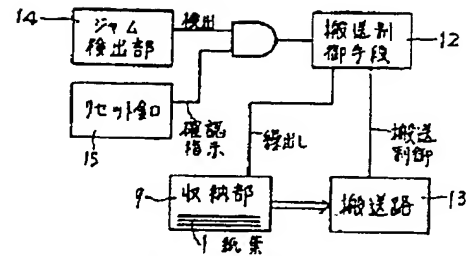 14
ジャム
検出部
検出
搬送制
御手段
12
リセット釦
15
確認
指示
繰出し
搬送
制御
9
収納部
1 紙葉
搬送路
13